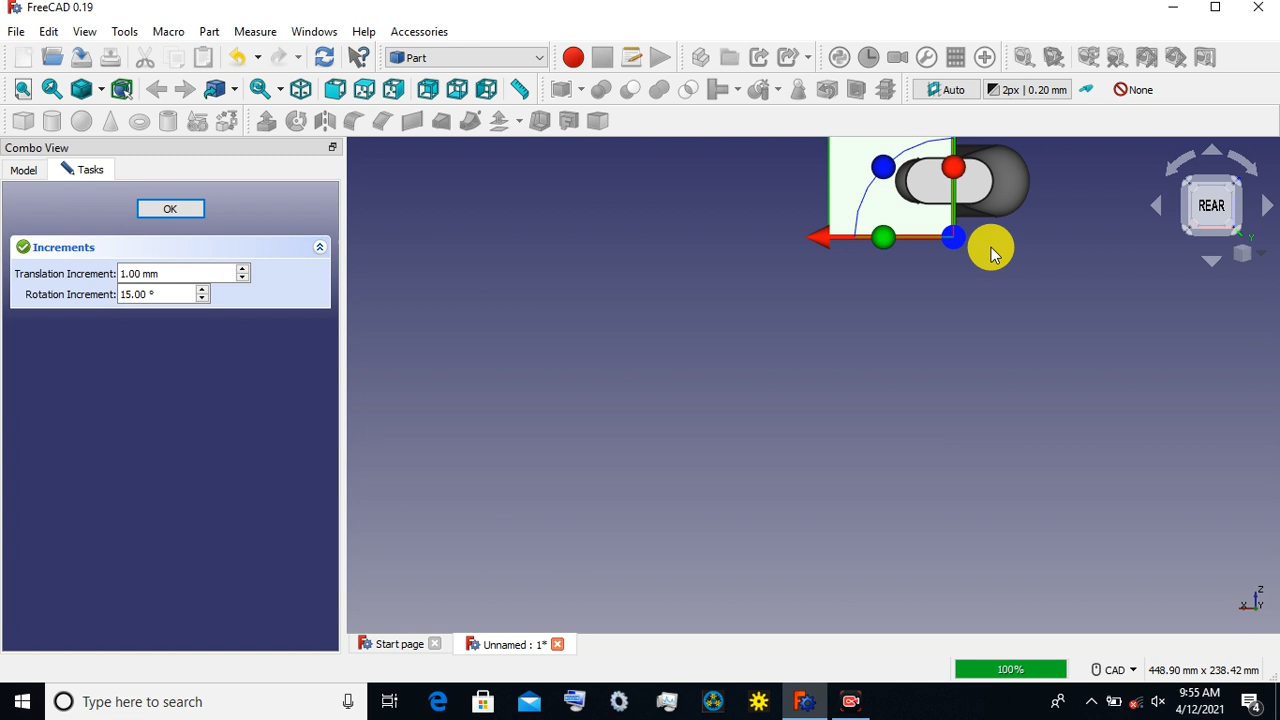 FreeCAD 0.19
File Edit View Tools Macro Part Measure Windows Help Accessories
Part
Auto 2px | 0.20 mm None
Combo View
Model Tasks
REAR
Y
OK
Increments
Translation Increment: 1.00 mm
Rotation Increment: 15.00 °
Z
X Y
Start page Unnamed : 1*
100% CAD 448.90 mm x 238.42 mm
Type here to search
9:55 AM
4/12/2021
4